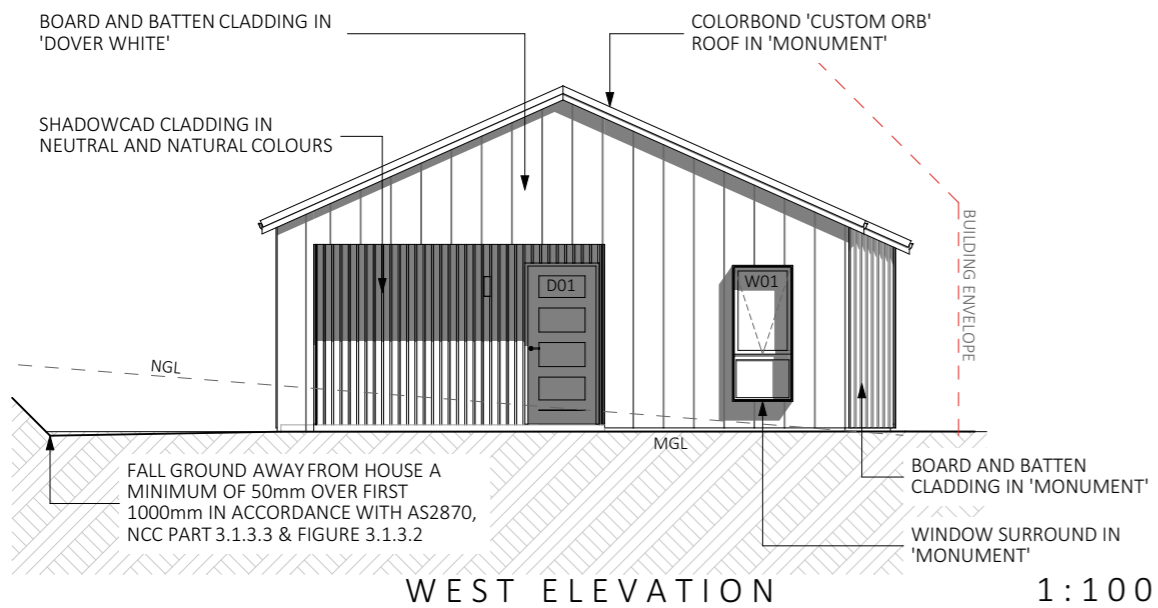 BOARD AND BATTEN CLADDING IN
'DOVER WHITE'
COLORBOND 'CUSTOM ORB'
ROOF IN 'MONUMENT'
SHADOWCAD CLADDING IN
NEUTRAL AND NATURAL COLOURS
BUILDING ENVELOPE
D01
W01
NGL
MGL
FALL GROUND AWAY FROM HOUSE A
MINIMUM OF 50mm OVER FIRST
1000mm IN ACCORDANCE WITH AS2870,
NCC PART 3.1.3.3 & FIGURE 3.1.3.2
BOARD AND BATTEN
CLADDING IN 'MONUMENT'
WINDOW SURROUND IN
'MONUMENT'
WEST ELEVATION
1:100